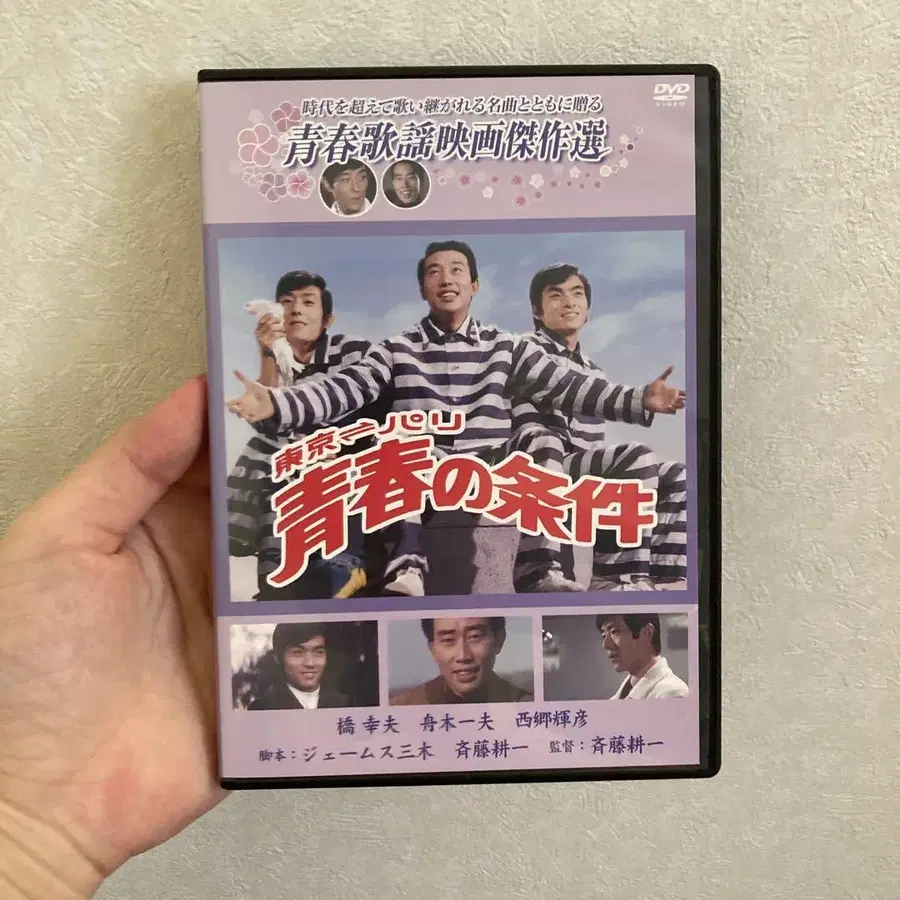 DVD
VIDEO
時代を超えて歌い継がれる名曲とともに贈る
青春歌謡映画傑作選
東京⇌パリ
青春の条件
橋 幸夫　舟木一夫　西郷輝彦
脚本：ジェームス三木　斉藤耕一　監督：斉藤耕一